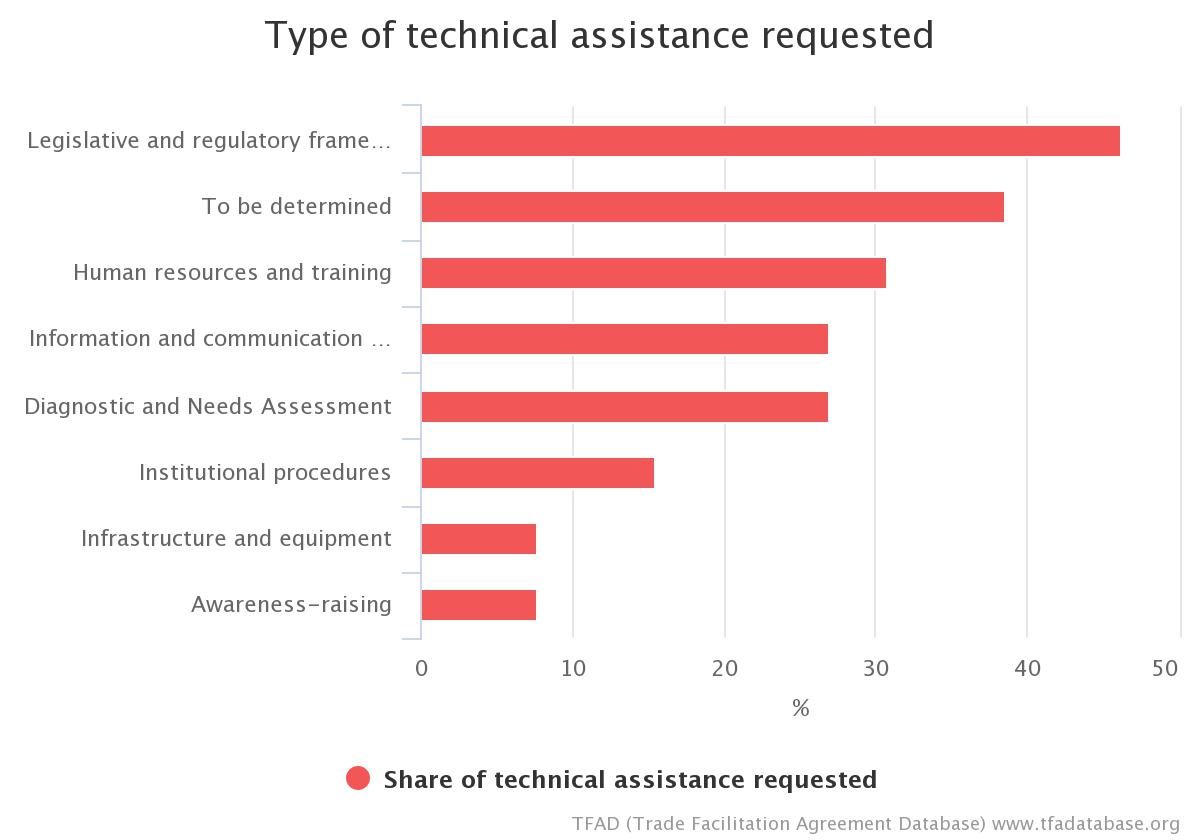 Type of technical assistance requested
Legislative and regulatory frame...
To be determined
Human resources and training
Information and communication ...
Diagnostic and Needs Assessment
Institutional procedures
Infrastructure and equipment
Awareness-raising
0 10 20 30 40 50
%
Share of technical assistance requested
TFAD (Trade Facilitation Agreement Database) www.tfadatabase.org